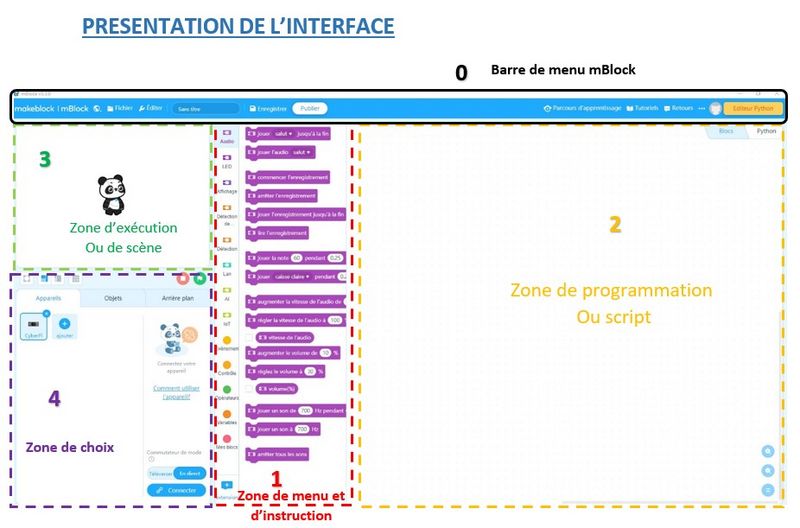 PRESENTATION DE L'INTERFACE
0 Barre de menu mBlock
makeblock | mBlock Fichier Éditer Sans titre Enregistrer Publier Parcours d'apprentissage Tutoriels Retours Éditeur Python
Blocs Python
3
Zone d'exécution
Ou de scène
Appareils Objets Arrière plan
CyberPi
ajouter
Connectez votre
appareil
Comment utiliser
l'appareil?
4
Zone de choix
Commutateur de mode
Téléverser En direct
Connecter
Audio
LED
Affichage
Détection
de...
Détection
Lan
AI
IoT
Évènements
Contrôle
Opérateurs
Variables
Mes blocs
extension
jouer salut jusqu'à la fin
jouer l'audio salut
commencer l'enregistrement
arrêter l'enregistrement
jouer l'enregistrement jusqu'à la fin
lire l'enregistrement
jouer la note 60 pendant 0.25
jouer caisse claire pendant
augmenter la vitesse de l'audio de
régler la vitesse de l'audio à 100
vitesse de l'audio
augmenter le volume de 10 %
réglez le volume à 30 %
volume(%)
jouer un son de 700 Hz pendant
jouer un son à 700 Hz
arrêter tous les sons
1
Zone de menu et
d'instruction
2
Zone de programmation
Ou script